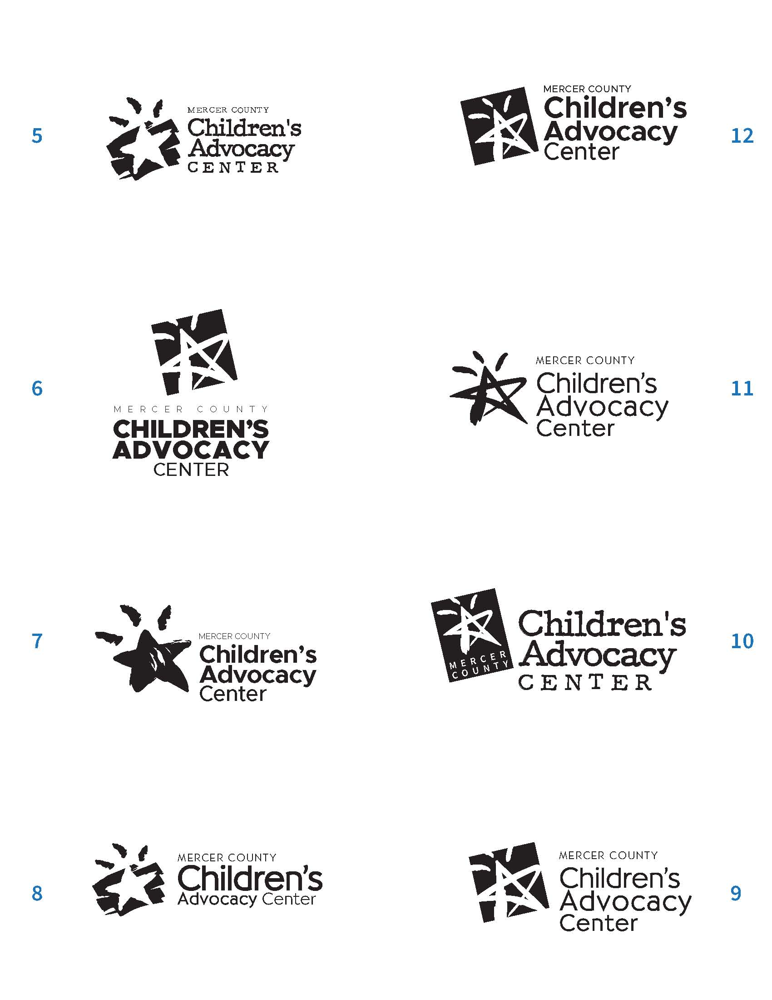 5
MERCER COUNTY
Children's
Advocacy
CENTER
MERCER COUNTY
Children’s
Advocacy
Center
12
6
MERCER COUNTY
CHILDREN’S
ADVOCACY
CENTER
MERCER COUNTY
Children’s
Advocacy
Center
11
7
MERCER COUNTY
Children’s
Advocacy
Center
MERCER
COUNTY
Children's
Advocacy
CENTER
10
8
MERCER COUNTY
Children’s
Advocacy Center
MERCER COUNTY
Children’s
Advocacy
Center
9